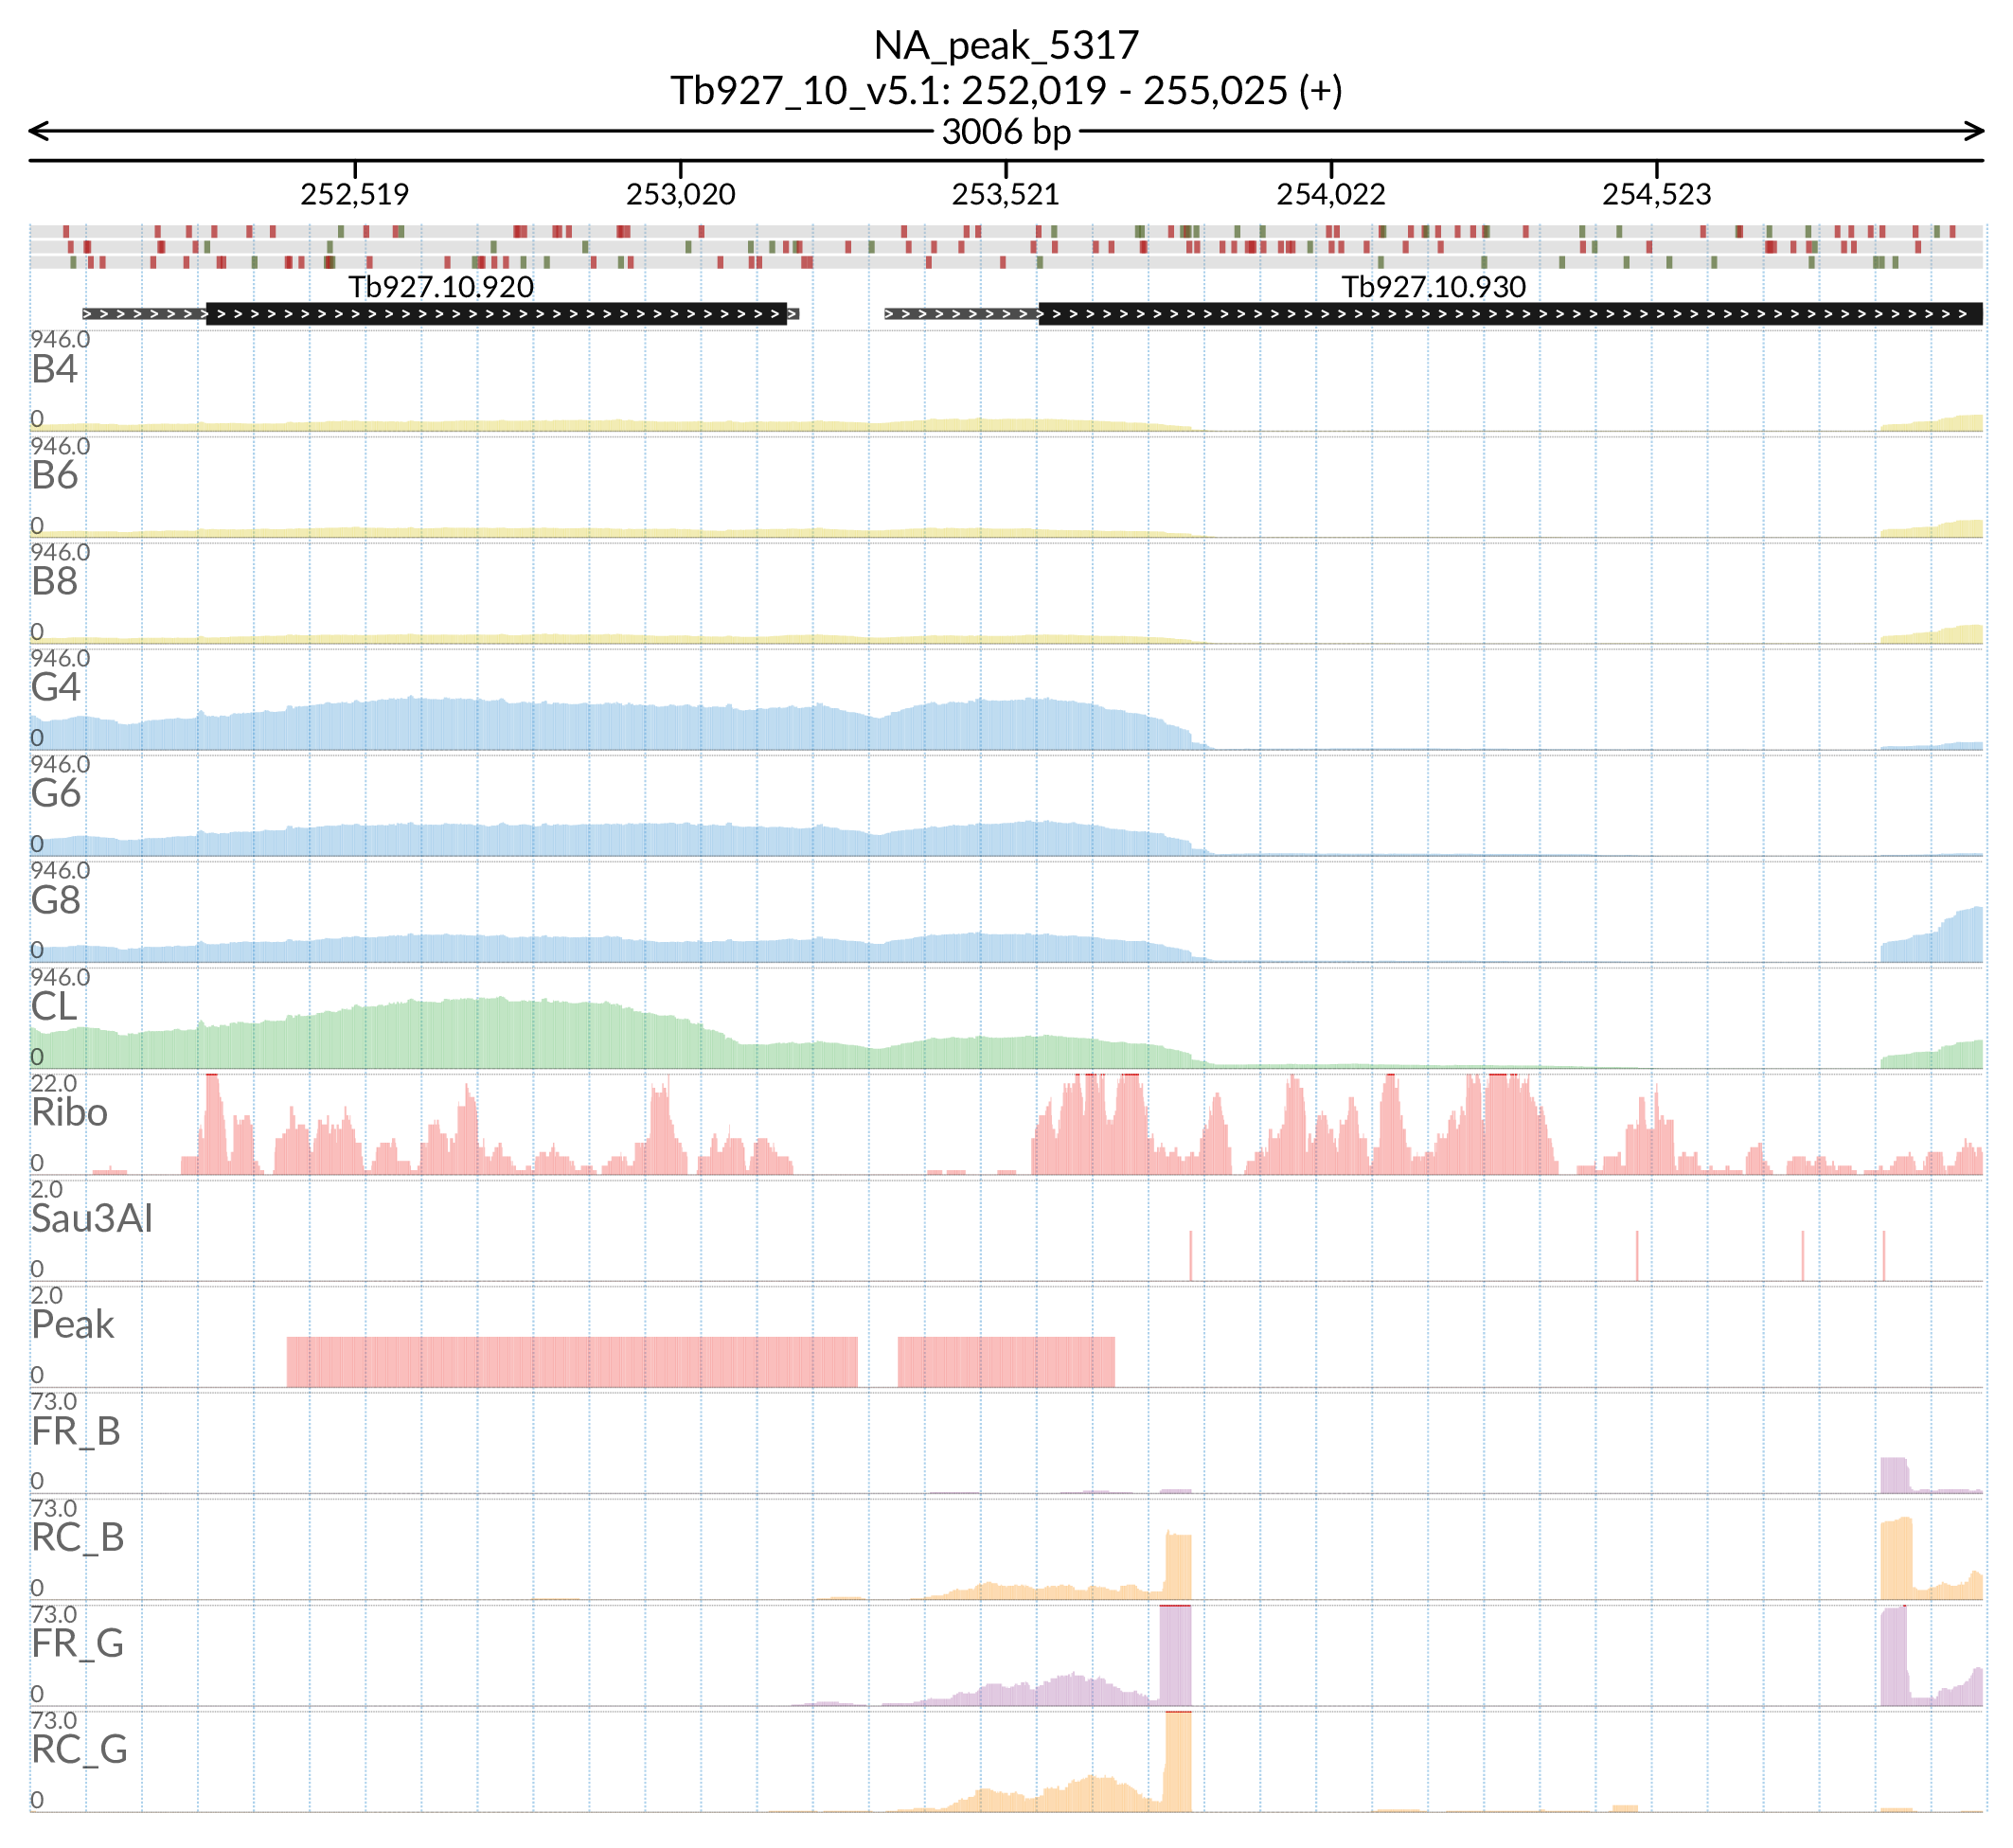 NA_peak_5317
Tb927_10_v5.1: 252,019 - 255,025 (+)
3006 bp
252,519 253,020 253,521 254,022 254,523
Tb927.10.920 Tb927.10.930
946.0
B4
0
946.0
B6
0
946.0
B8
0
946.0
G4
0
946.0
G6
0
946.0
G8
0
946.0
CL
0
22.0
Ribo
0
2.0
Sau3AI
0
2.0
Peak
0
73.0
FR_B
0
73.0
RC_B
0
73.0
FR_G
0
73.0
RC_G
0